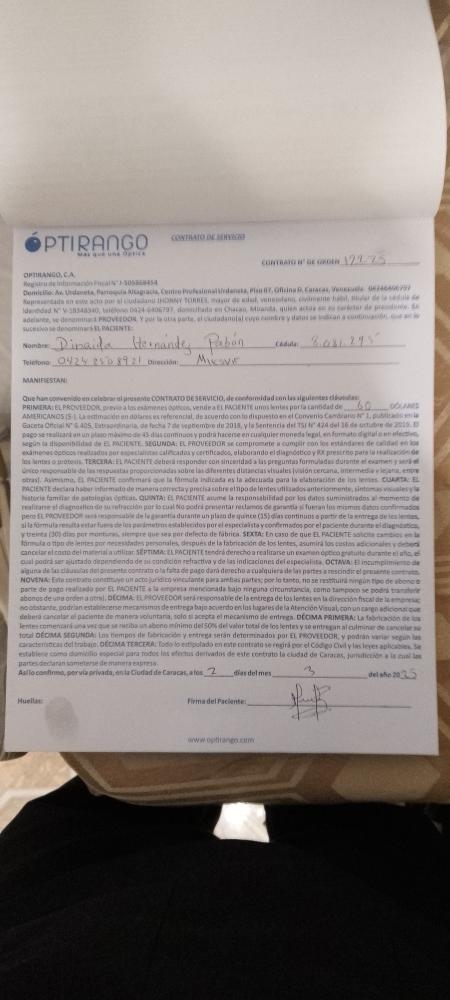 ÓPTIRANGO
Más que una Óptica
CONTRATO DE SERVICIO
CONTRATO N° DE ORDEN 199-25
OPTIRANGO, C.A.
Registro de Información Fiscal N° J-505868454
Domicilio: Av. Urdaneta, Parroquia Altagracia, Centro Profesional Urdaneta, Piso 07, Oficina D, Caracas, Venezuela 04246406797
Representada en este acto por el ciudadano JHONNY TORRES, mayor de edad, venezolano, civilmente hábil, titular de la cédula de
identidad N° V-18348340, teléfono 0424-6406797, domiciliada en Chacao, Miranda, quien actúa en su carácter de presidente. En
adelante, se denominará PROVEEDOR, Y por la otra parte, el ciudadano(a) cuyo nombre y datos se indican a continuación, que en lo
sucesivo se denominará EL PACIENTE:
Nombre: Dinaida Hernández Pabón Cédula: 8.081.295
Teléfono: 0424 850 8921 Dirección:
MANIFIESTAN:
Que han convenido en celebrar el presente CONTRATO DE SERVICIO, de conformidad con las siguientes cláusulas:
PRIMERA: EL PROVEEDOR, previo a los exámenes ópticos, vende a EL PACIENTE unos lentes por la cantidad de 60 DÓLARES
AMERICANOS ($-). La estimación en dólares es referencial, de acuerdo con lo dispuesto en el Convenio Cambiario N° 1, publicado en la
Gaceta Oficial N° 6.405, Extraordinaria, de fecha 7 de septiembre de 2018, y la Sentencia del TSJ N° 424 del 16 de octubre de 2019. El
pago se realizará en un plazo máximo de 45 días continuos y podrá hacerse en cualquier moneda legal, en formato digital o en efectivo,
según la disponibilidad de EL PACIENTE. SEGUNDA: EL PROVEEDOR se compromete a cumplir con los estándares de calidad en los
exámenes ópticos realizados por especialistas calificados y certificados, elaborando el diagnóstico y RX prescrito para la realización de
los lentes o prótesis. TERCERA: EL PACIENTE deberá responder con sinceridad a las preguntas formuladas durante el examen y será el
único responsable de las respuestas proporcionadas sobre las diferentes distancias visuales (visión cercana, intermedia y lejana, entre
otras). Asimismo, EL PACIENTE confirmará que la fórmula indicada es la adecuada para la elaboración de los lentes. CUARTA: EL
PACIENTE declara haber informado de manera correcta y precisa sobre el tipo de lentes utilizados anteriormente, síntomas visuales y la
historia familiar de patologías ópticas. QUINTA: EL PACIENTE asume la responsabilidad por los datos suministrados al momento de
realizarse el diagnostico de su refracción por lo cual No podrá presentar reclamos de garantía si fueran los mismos datos confirmados
pero EL PROVEEDOR será responsable de la garantía durante un plazo de quince (15) días continuos a partir de la entrega de los lentes,
si la fórmula resulta estar fuera de los parámetros establecidos por el especialista y confirmados por el paciente durante el diagnóstico,
y treinta (30) días por monturas, siempre que sea por defecto de fábrica. SEXTA: En caso de que EL PACIENTE solicite cambios en la
fórmula o tipo de lentes por necesidades personales, después de la fabricación de los lentes, asumirá los costos adicionales y deberá
cancelar el costo del material a utilizar. SÉPTIMA: EL PACIENTE tendrá derecho a realizarse un examen óptico gratuito durante el año, el
cual podrá ser ajustado dependiendo de su condición refractiva y de las indicaciones del especialista. OCTAVA: El incumplimiento de
alguna de las cláusulas del presente contrato o la falta de pago dará derecho a cualquiera de las partes a rescindir el presente contrato.
NOVENA: Este contrato constituye un acto jurídico vinculante para ambas partes; por lo tanto, no se restituirá ningún tipo de abono o
parte de pago realizado por EL PACIENTE a la empresa mencionada bajo ninguna circunstancia, como tampoco se podrá transferir
abonos de una orden a otra). DÉCIMA: EL PROVEEDOR será responsable de la entrega de los lentes en la dirección fiscal de la empresa;
no obstante, podrían establecerse mecanismos de entrega bajo acuerdo en los lugares de la Atención Visual, con un cargo adicional que
deberá cancelar el paciente de manera voluntaria, solo si acepta el mecanismo de entrega. DÉCIMA PRIMERA: La fabricación de los
lentes comenzará una vez que se reciba un abono mínimo del 50% del valor total de los lentes y se entregan al culminar de cancelar su
total DÉCIMA SEGUNDA: Los tiempos de fabricación y entrega serán determinados por EL PROVEEDOR, y podrán variar según las
características del trabajo. DÉCIMA TERCERA: Todo lo estipulado en este contrato se regirá por el Código Civil y las leyes aplicables. Se
establece como domicilio especial para todos los efectos derivados de este contrato la ciudad de Caracas, jurisdicción a la cual las
partes declaran someterse de manera expresa.
Así lo confirmo, por vía privada, en la Ciudad de Caracas, a los 2 días del mes 3 del año 2025
Huellas:
Firma del Paciente:
www.optirango.com